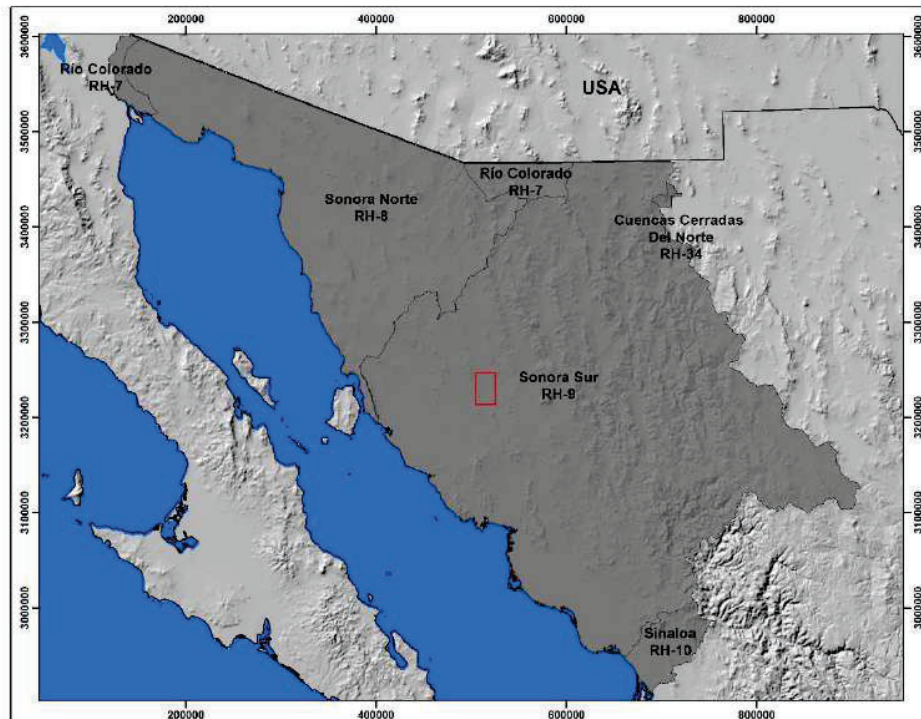 200000 400000 600000 800000
3600000
3500000
3400000
3300000
3200000
3100000
3000000
Río Colorado
RH-7
USA
Río Colorado
RH-7
Sonora Norte
RH-8
Cuencas Cerradas
Del Norte
RH-34
Sonora Sur
RH-9
Sinaloa
RH-10
3600000
3500000
3400000
3300000
3200000
3100000
3000000
200000 400000 600000 800000